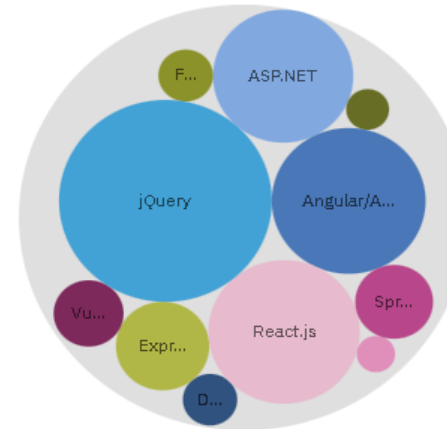 F...
ASP.NET
jQuery
Angular/A...
Vu...
Expr...
React.js
Spr...
D...